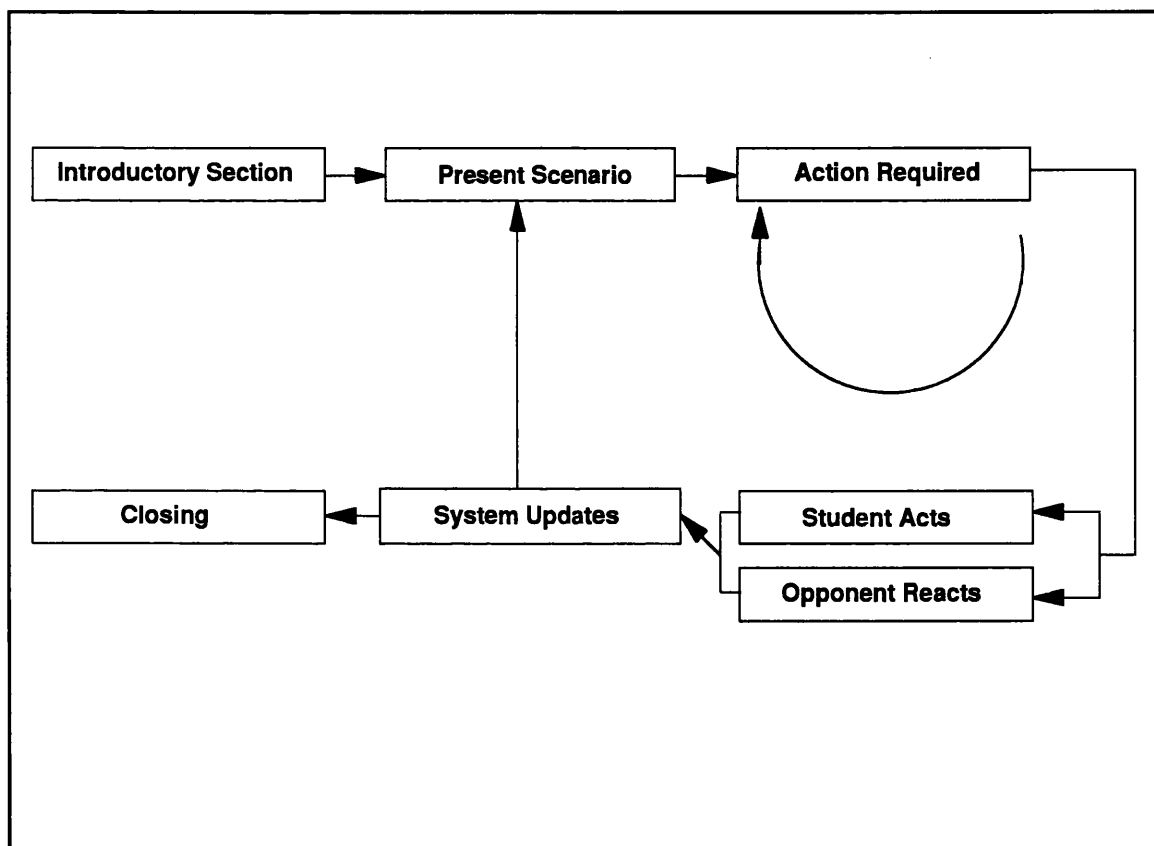 Introductory Section
Present Scenario
Action Required
Closing
System Updates
Student Acts
Opponent Reacts